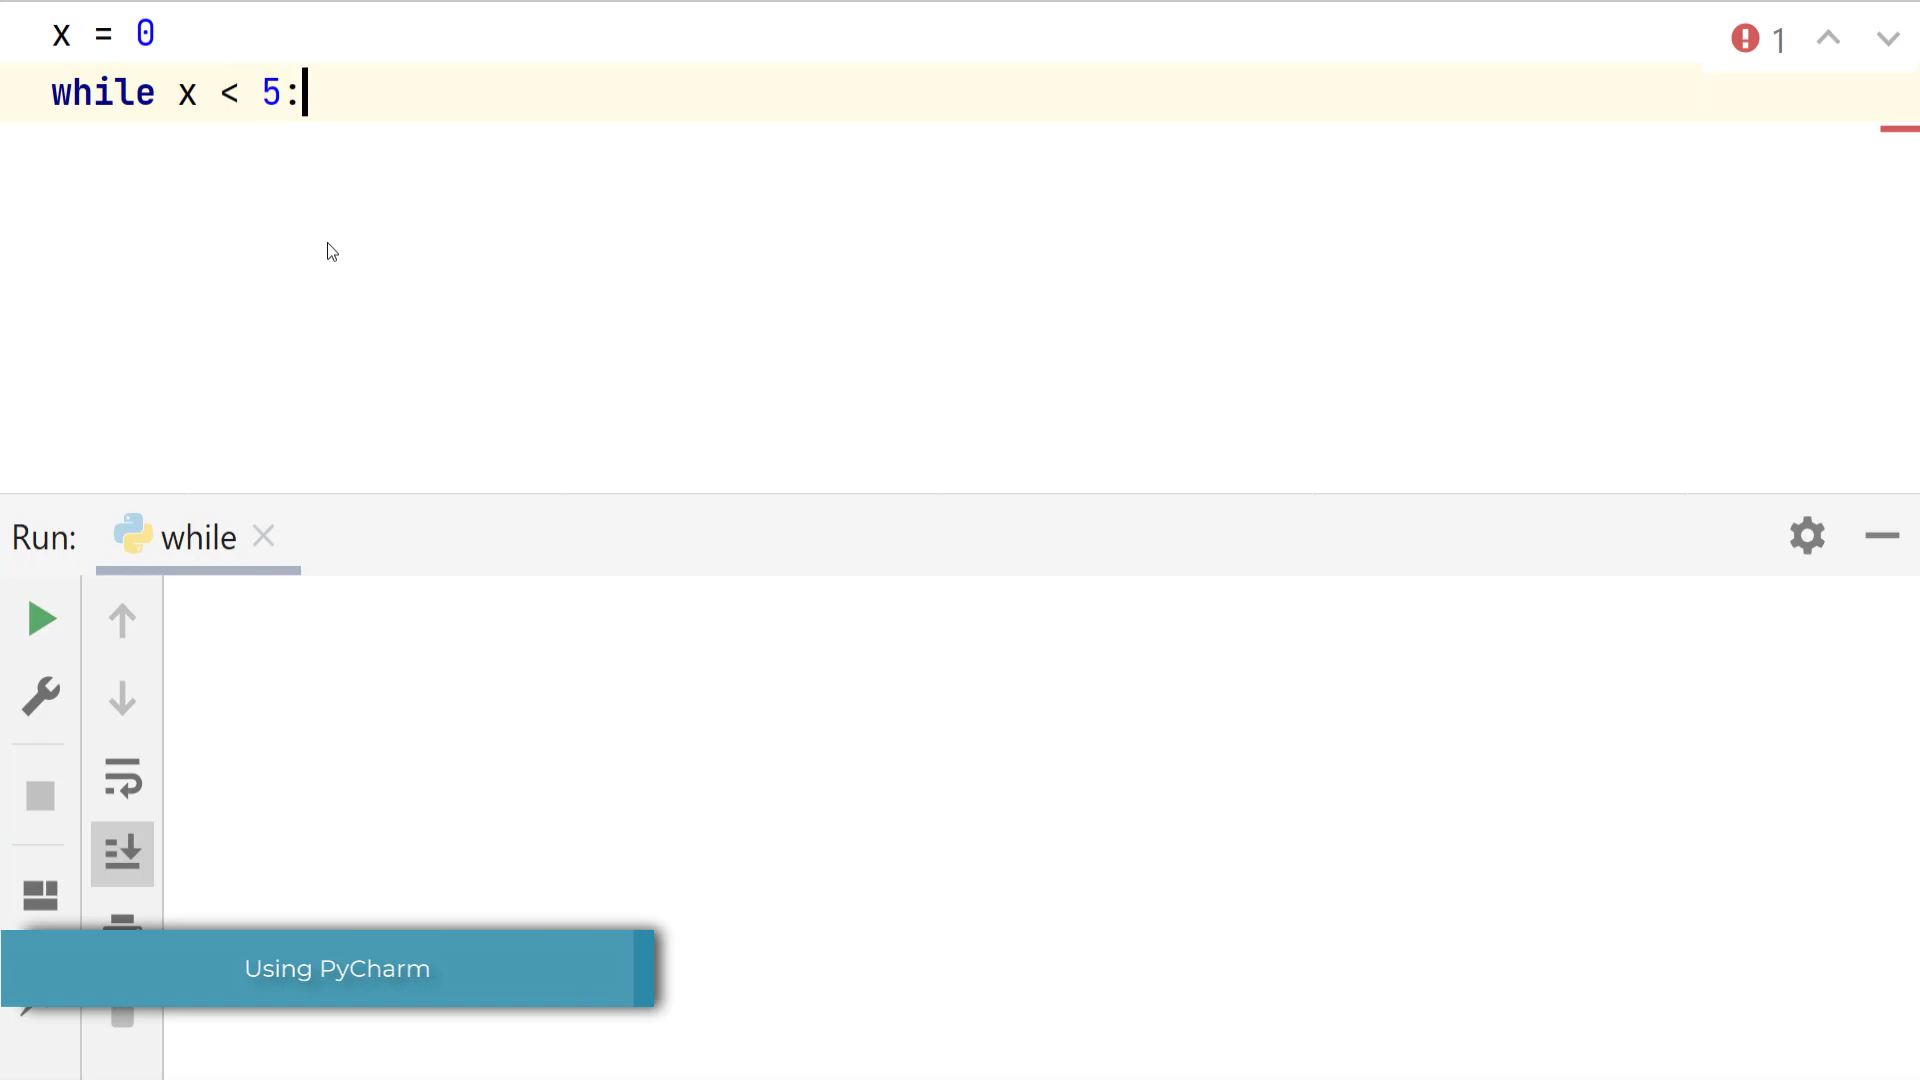 x = 0
1
while x < 5:
Run:
while
Using PyCharm